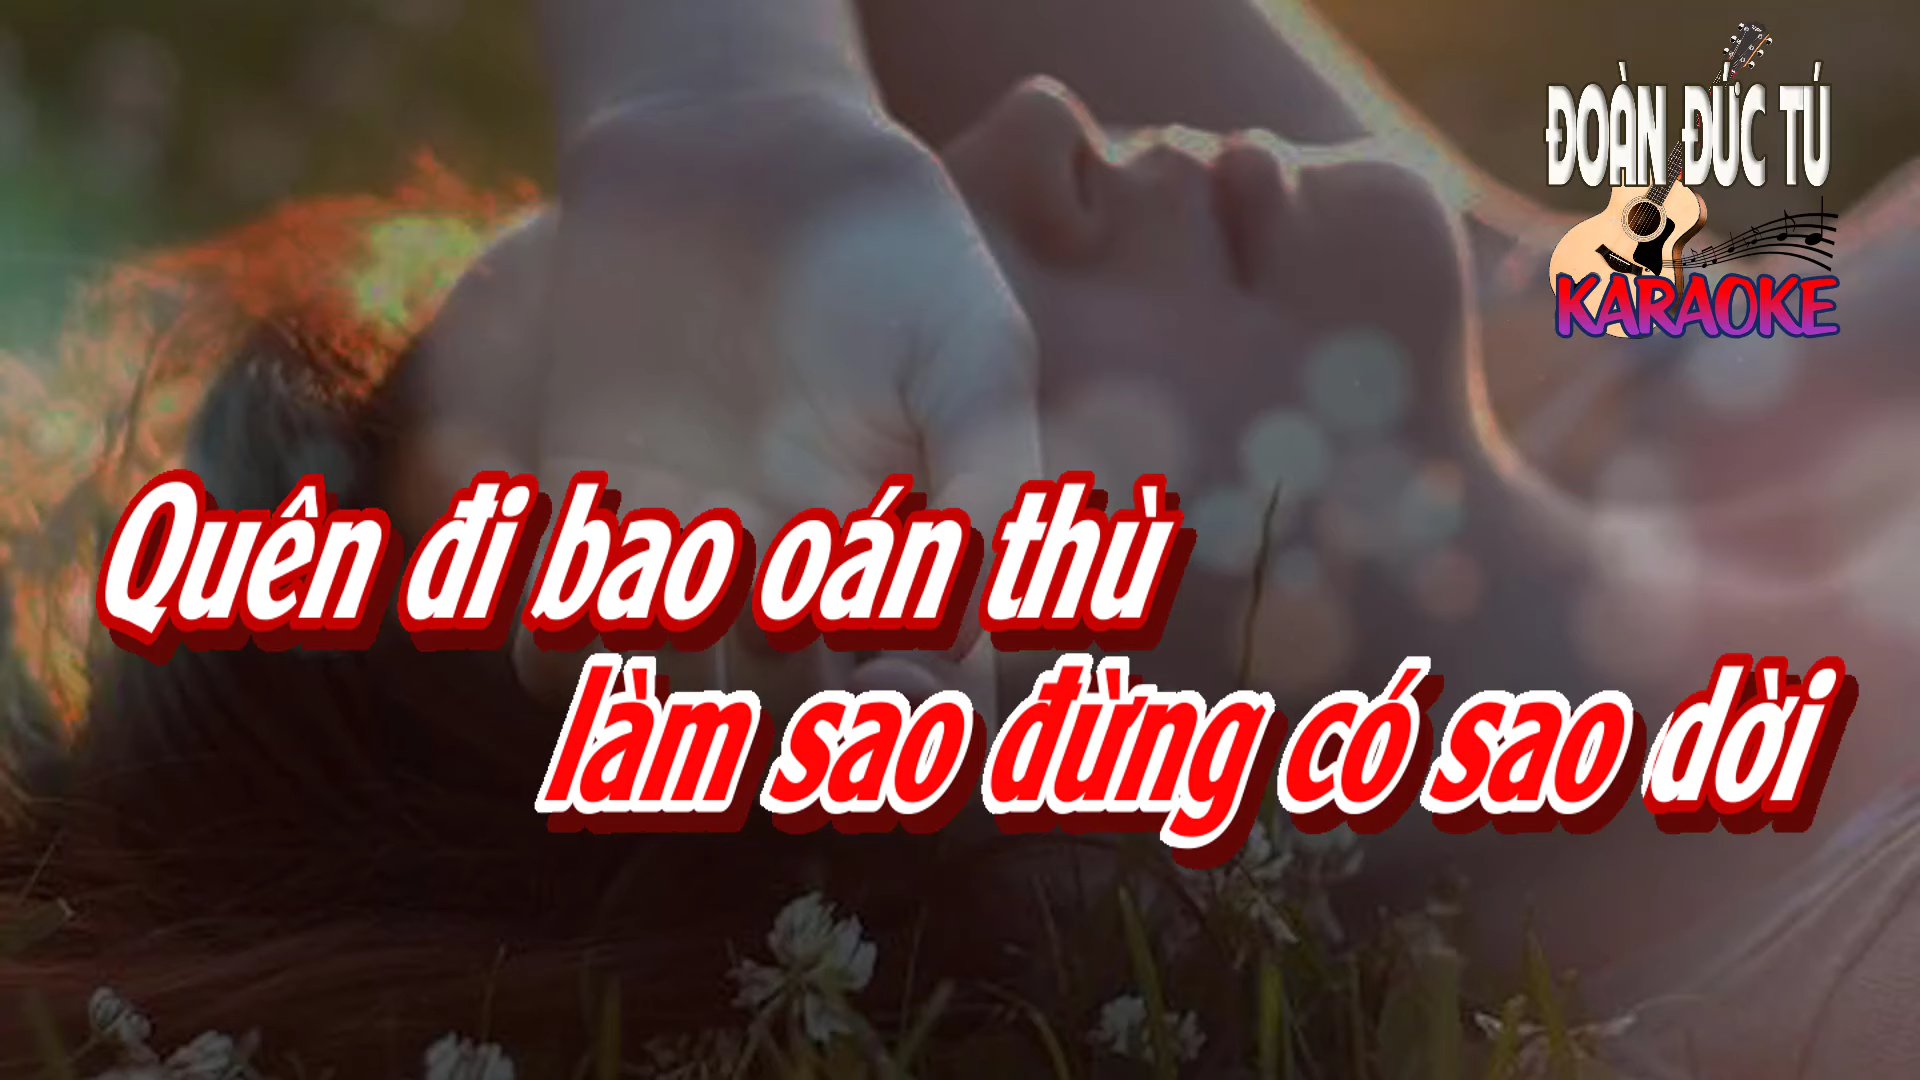 ĐOÀN ĐỨC TÚ
KARAOKE
Quên đi bao oán thù
làm sao đừng có sao dời